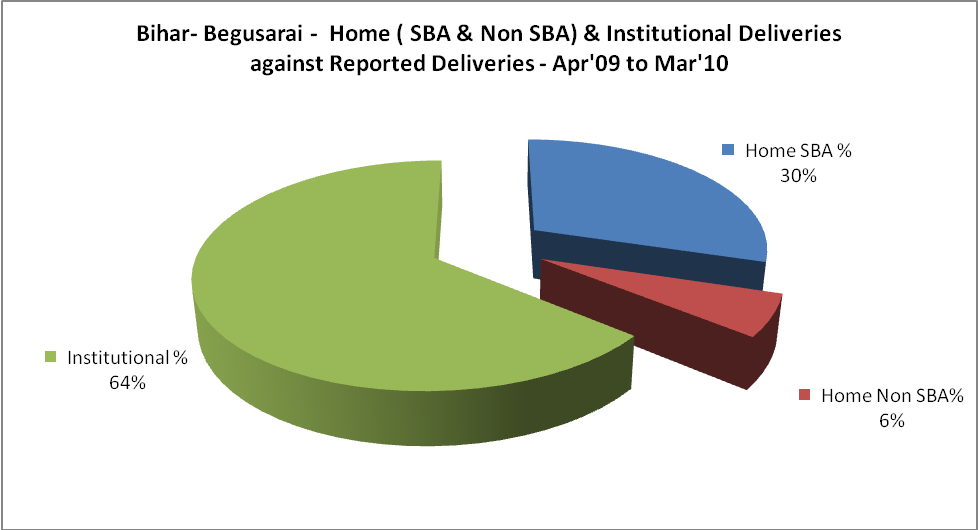 Bihar- Begusarai - Home ( SBA & Non SBA) & Institutional Deliveries
against Reported Deliveries - Apr'09 to Mar'10
Home SBA %
30%
Institutional %
64%
Home Non SBA%
6%